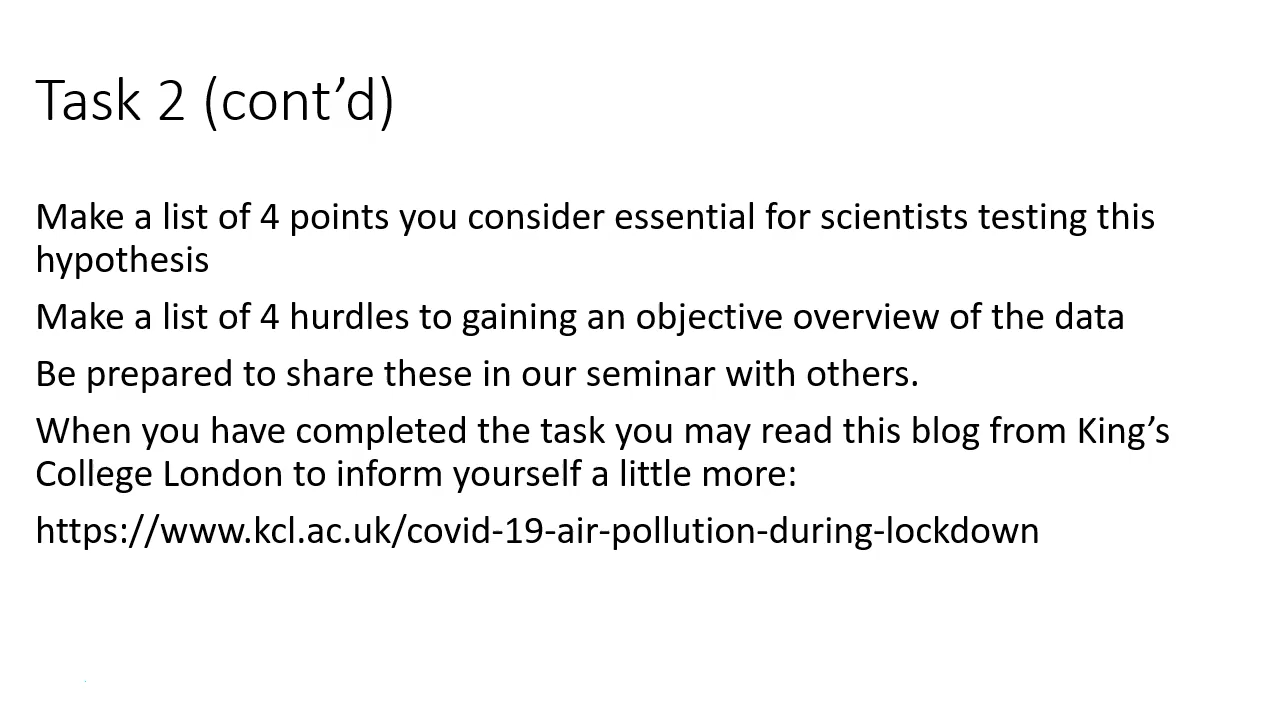 Task 2 (cont’d)
Make a list of 4 points you consider essential for scientists testing this
hypothesis
Make a list of 4 hurdles to gaining an objective overview of the data
Be prepared to share these in our seminar with others.
When you have completed the task you may read this blog from King’s
College London to inform yourself a little more:
https://www.kcl.ac.uk/covid-19-air-pollution-during-lockdown